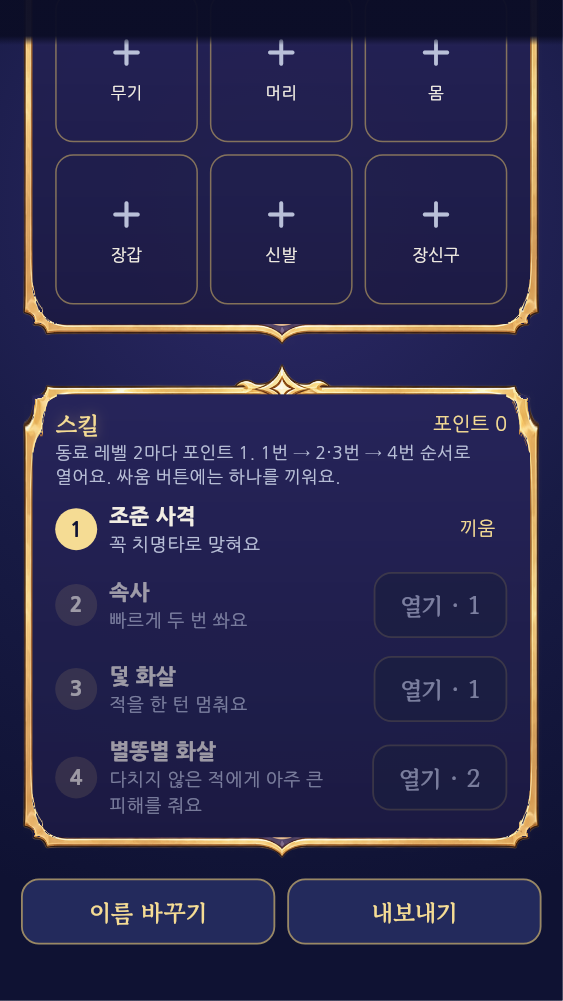 무기 머리 몸
장갑 신발 장신구
스킬 포인트 0
동료 레벨 2마다 포인트 1. 1번 → 2·3번 → 4번 순서로
열어요. 싸움 버튼에는 하나를 끼워요.
1 조준 사격 끼움
꼭 치명타로 맞혀요
2 속사 열기 · 1
빠르게 두 번 쏴요
3 덫 화살 열기 · 1
적을 한 턴 멈춰요
4 별똥별 화살 열기 · 2
다치지 않은 적에게 아주 큰
피해를 줘요
이름 바꾸기 내보내기